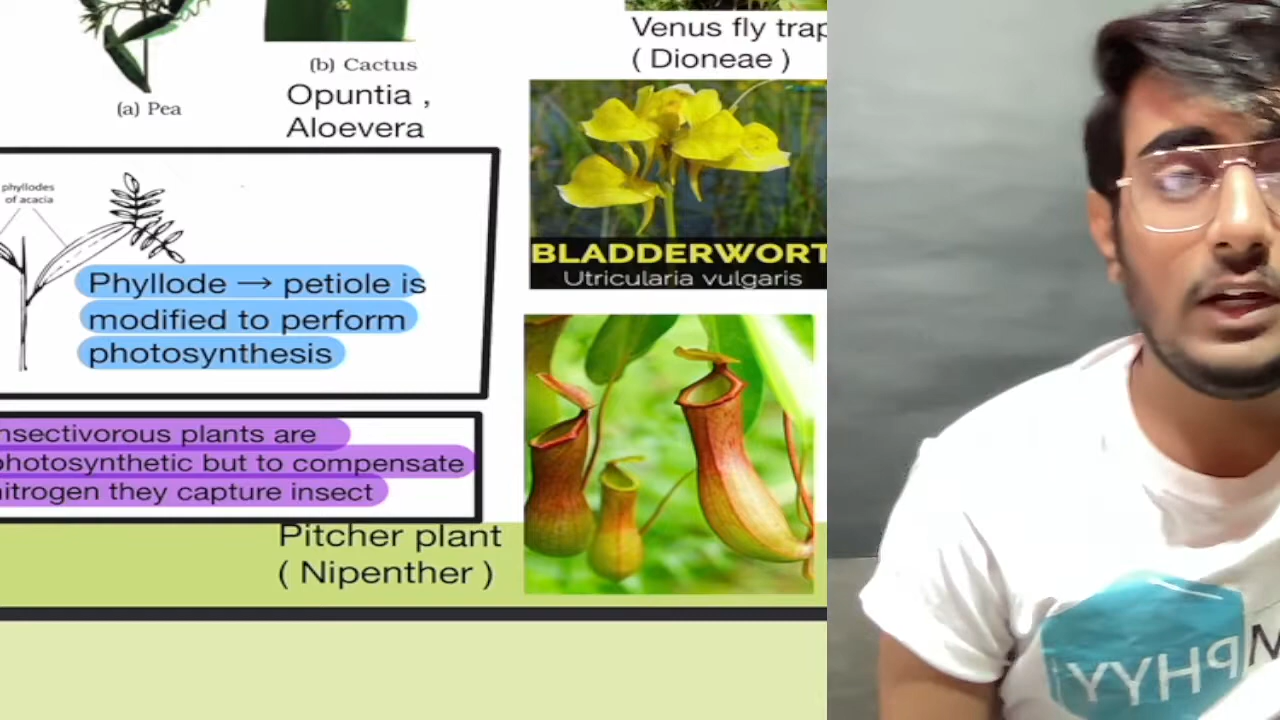 Venus fly trap
( Dioneae )
(b) Cactus
(a) Pea
Opuntia ,
Aloevera
phyllodes
of acacia
BLADDERWORT
Utricularia vulgaris
Phyllode → petiole is
modified to perform
photosynthesis
nsectivorous plants are
photosynthetic but to compensate
nitrogen they capture insect
Pitcher plant
( Nipenther )